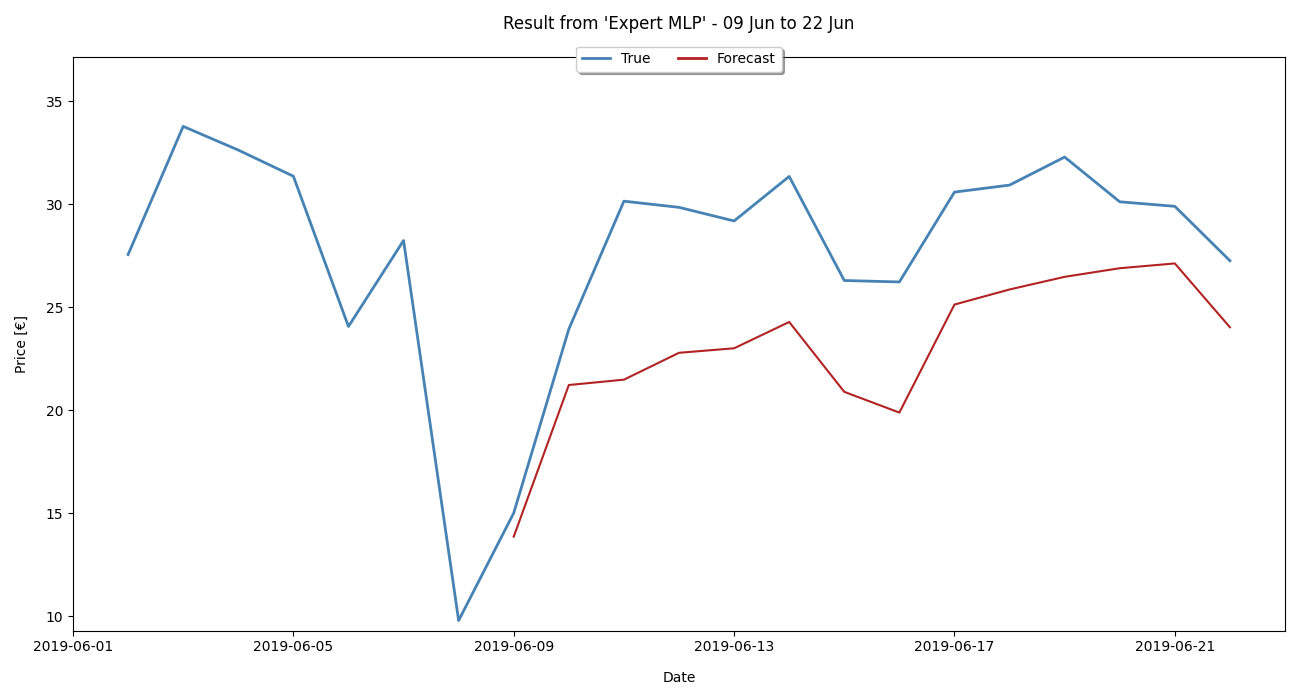 Result from 'Expert MLP' - 09 Jun to 22 Jun
True Forecast
35
30
25
20
15
10
Price [€]
2019-06-01 2019-06-05 2019-06-09 2019-06-13 2019-06-17 2019-06-21
Date